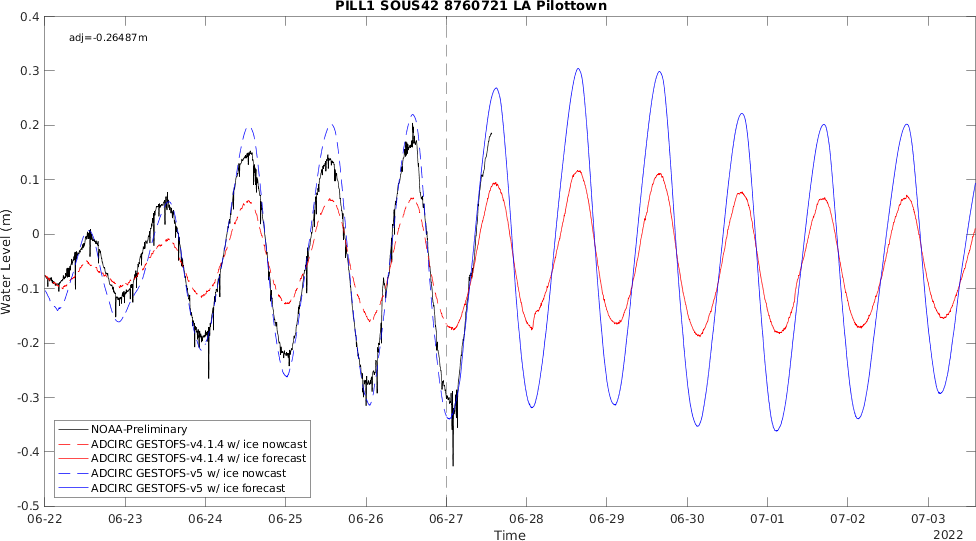 PILL1 SOUS42 8760721 LA Pilottown
adj=-0.26487m
0.4
0.3
0.2
0.1
0
-0.1
-0.2
-0.3
-0.4
-0.5
Water Level (m)
NOAA-Preliminary
ADCIRC GESTOFS-v4.1.4 w/ ice nowcast
ADCIRC GESTOFS-v4.1.4 w/ ice forecast
ADCIRC GESTOFS-v5 w/ ice nowcast
ADCIRC GESTOFS-v5 w/ ice forecast
06-22 06-23 06-24 06-25 06-26 06-27 06-28 06-29 06-30 07-01 07-02 07-03
Time
2022